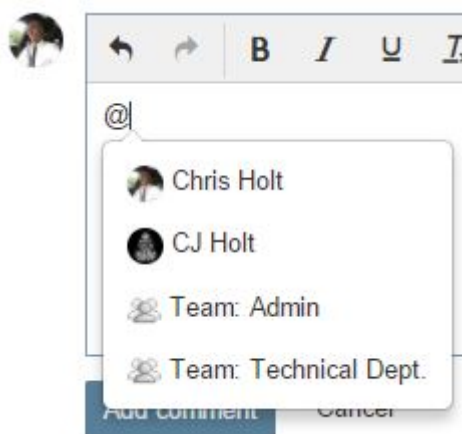 B I U T
@
Chris Holt
CJ Holt
Team: Admin
Team: Technical Dept.
Add comment Cancel